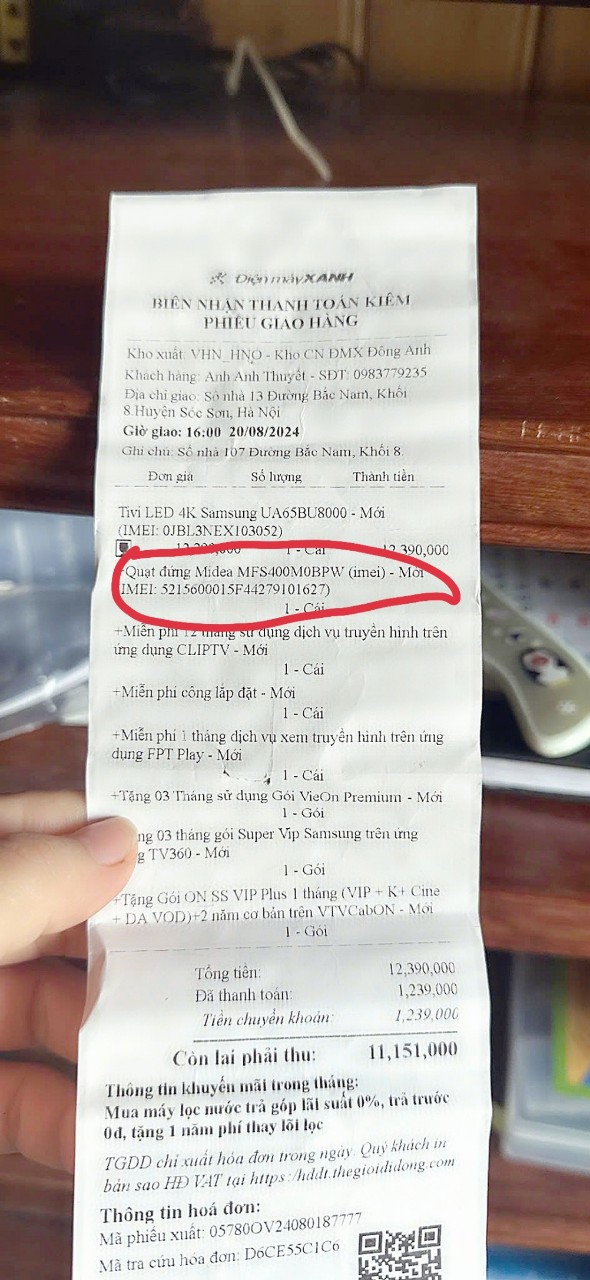 Điện máy XANH
BIÊN NHẬN THANH TOÁN KIÊM
PHIẾU GIAO HÀNG
Kho xuất: VHN_HNO - Kho CN ĐMX Đông Anh
Khách hàng: Anh Anh Thuyết - SĐT: 0983779235
Địa chỉ giao: Số nhà 13 Đường Bắc Nam, Khối
8.Huyện Sóc Sơn, Hà Nội
Giờ giao: 16:00 20/08/2024
Ghi chú: Số nhà 107 Đường Bắc Nam, Khối 8.
Đơn giá Số lượng Thành tiền
Tivi LED 4K Samsung UA65BU8000 - Mới
(IMEI: 0JBL3NEX103052)
1 - Cái 12,390,000
+Quạt đứng Midea MFS400M0BPW (imei) - Mới
IMEI: 5215600015F44279101627)
1 - Cái
+Miễn phí 12 tháng sử dụng dịch vụ truyền hình trên
ứng dụng CLIPTV - Mới
1 - Cái
+Miễn phí công lắp đặt - Mới
1 - Cái
+Miễn phí 1 tháng dịch vụ xem truyền hình trên ứng
dụng FPT Play - Mới
1 - Cái
+Tặng 03 Tháng sử dụng Gói VieOn Premium - Mới
1 - Gói
ng 03 tháng gói Super Vip Samsung trên ứng
g TV360 - Mới
1 - Gói
+Tặng Gói ON SS VIP Plus 1 tháng (VIP + K+ Cine
+ DA VOD)+2 năm cơ bản trên VTVCabON - Mới
1 - Gói
Tổng tiền: 12,390,000
Đã thanh toán: 1,239,000
Tiền chuyển khoản: 1,239,000
Còn lại phải thu: 11,151,000
Thông tin khuyến mãi trong tháng:
Mua máy lọc nước trả góp lãi suất 0%, trả trước
0đ, tặng 1 năm phí thay lõi lọc
TGDD chỉ xuất hóa đơn trong ngày. Quý khách in
bản sao HĐ VAT tại https://hddt.thegioididong.com
Thông tin hoá đơn:
Mã phiếu xuất: 05780OV24080187777
Mã tra cứu hóa đơn: D6CE55C1C6